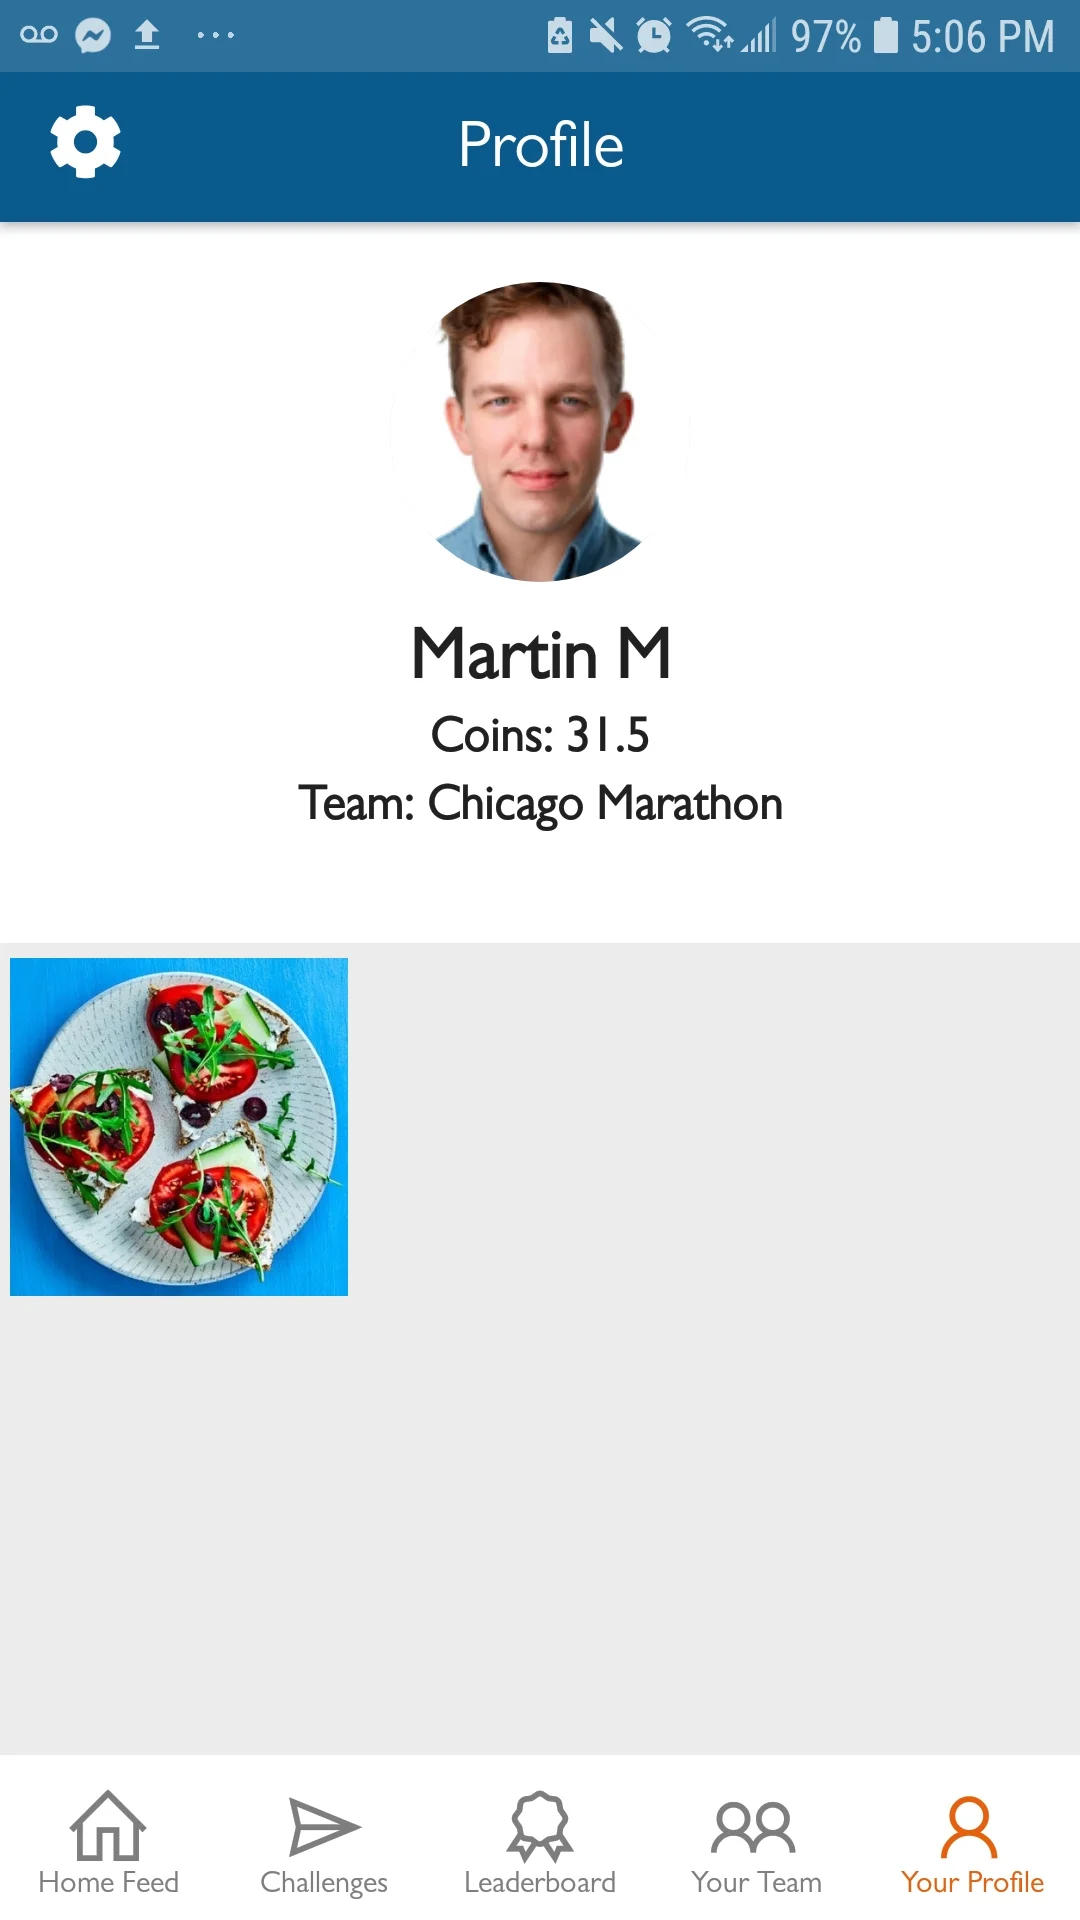 97% 5:06 PM
Profile
Martin M
Coins: 31.5
Team: Chicago Marathon
Home Feed Challenges Leaderboard Your Team Your Profile